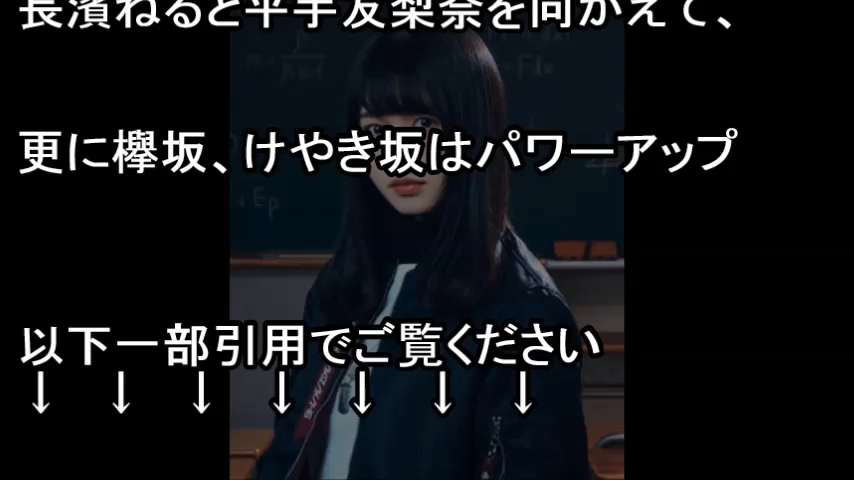 長濱ねると平手友梨奈を向かえて、
更に欅坂、けやき坂はパワーアップ
以下一部引用でご覧ください
↓ ↓ ↓ ↓ ↓ ↓ ↓
+ Ep